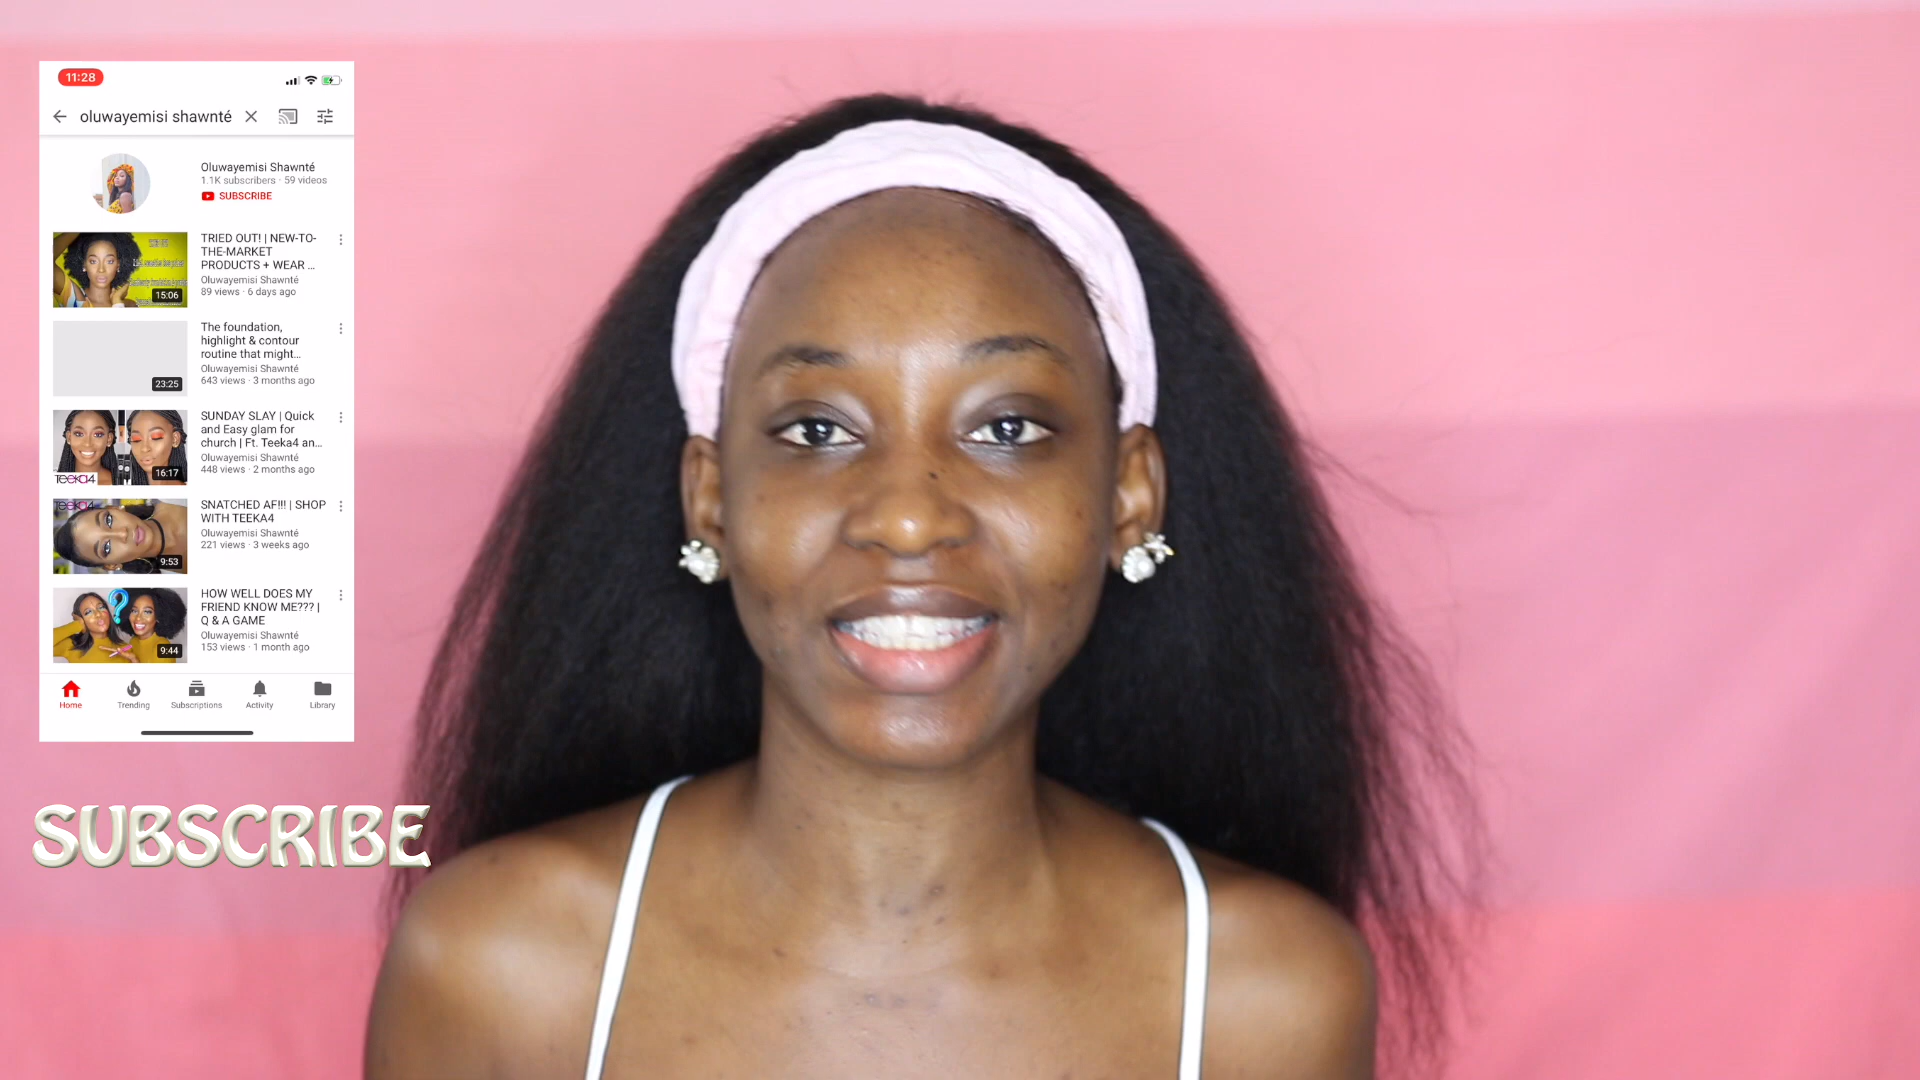 11:28
oluwayemisi shawnté
Oluwayemisi Shawnté
1.1K subscribers · 59 videos
SUBSCRIBE
TRIED OUT! | NEW-TO-
THE-MARKET
PRODUCTS + WEAR ...
Oluwayemisi Shawnté
89 views · 6 days ago
15:06
The foundation,
highlight & contour
routine that might...
Oluwayemisi Shawnté
643 views · 3 months ago
23:25
SUNDAY SLAY | Quick
and Easy glam for
church | Ft. Teeka4 an...
Oluwayemisi Shawnté
448 views · 2 months ago
16:17
Teeka4
SNATCHED AF!!! | SHOP
WITH TEEKA4
Oluwayemisi Shawnté
221 views · 3 weeks ago
Teeka4
9:53
HOW WELL DOES MY
FRIEND KNOW ME??? |
Q & A GAME
Oluwayemisi Shawnté
153 views · 1 month ago
?
9:44
Home
Trending
Subscriptions
Activity
Library
SUBSCRIBE